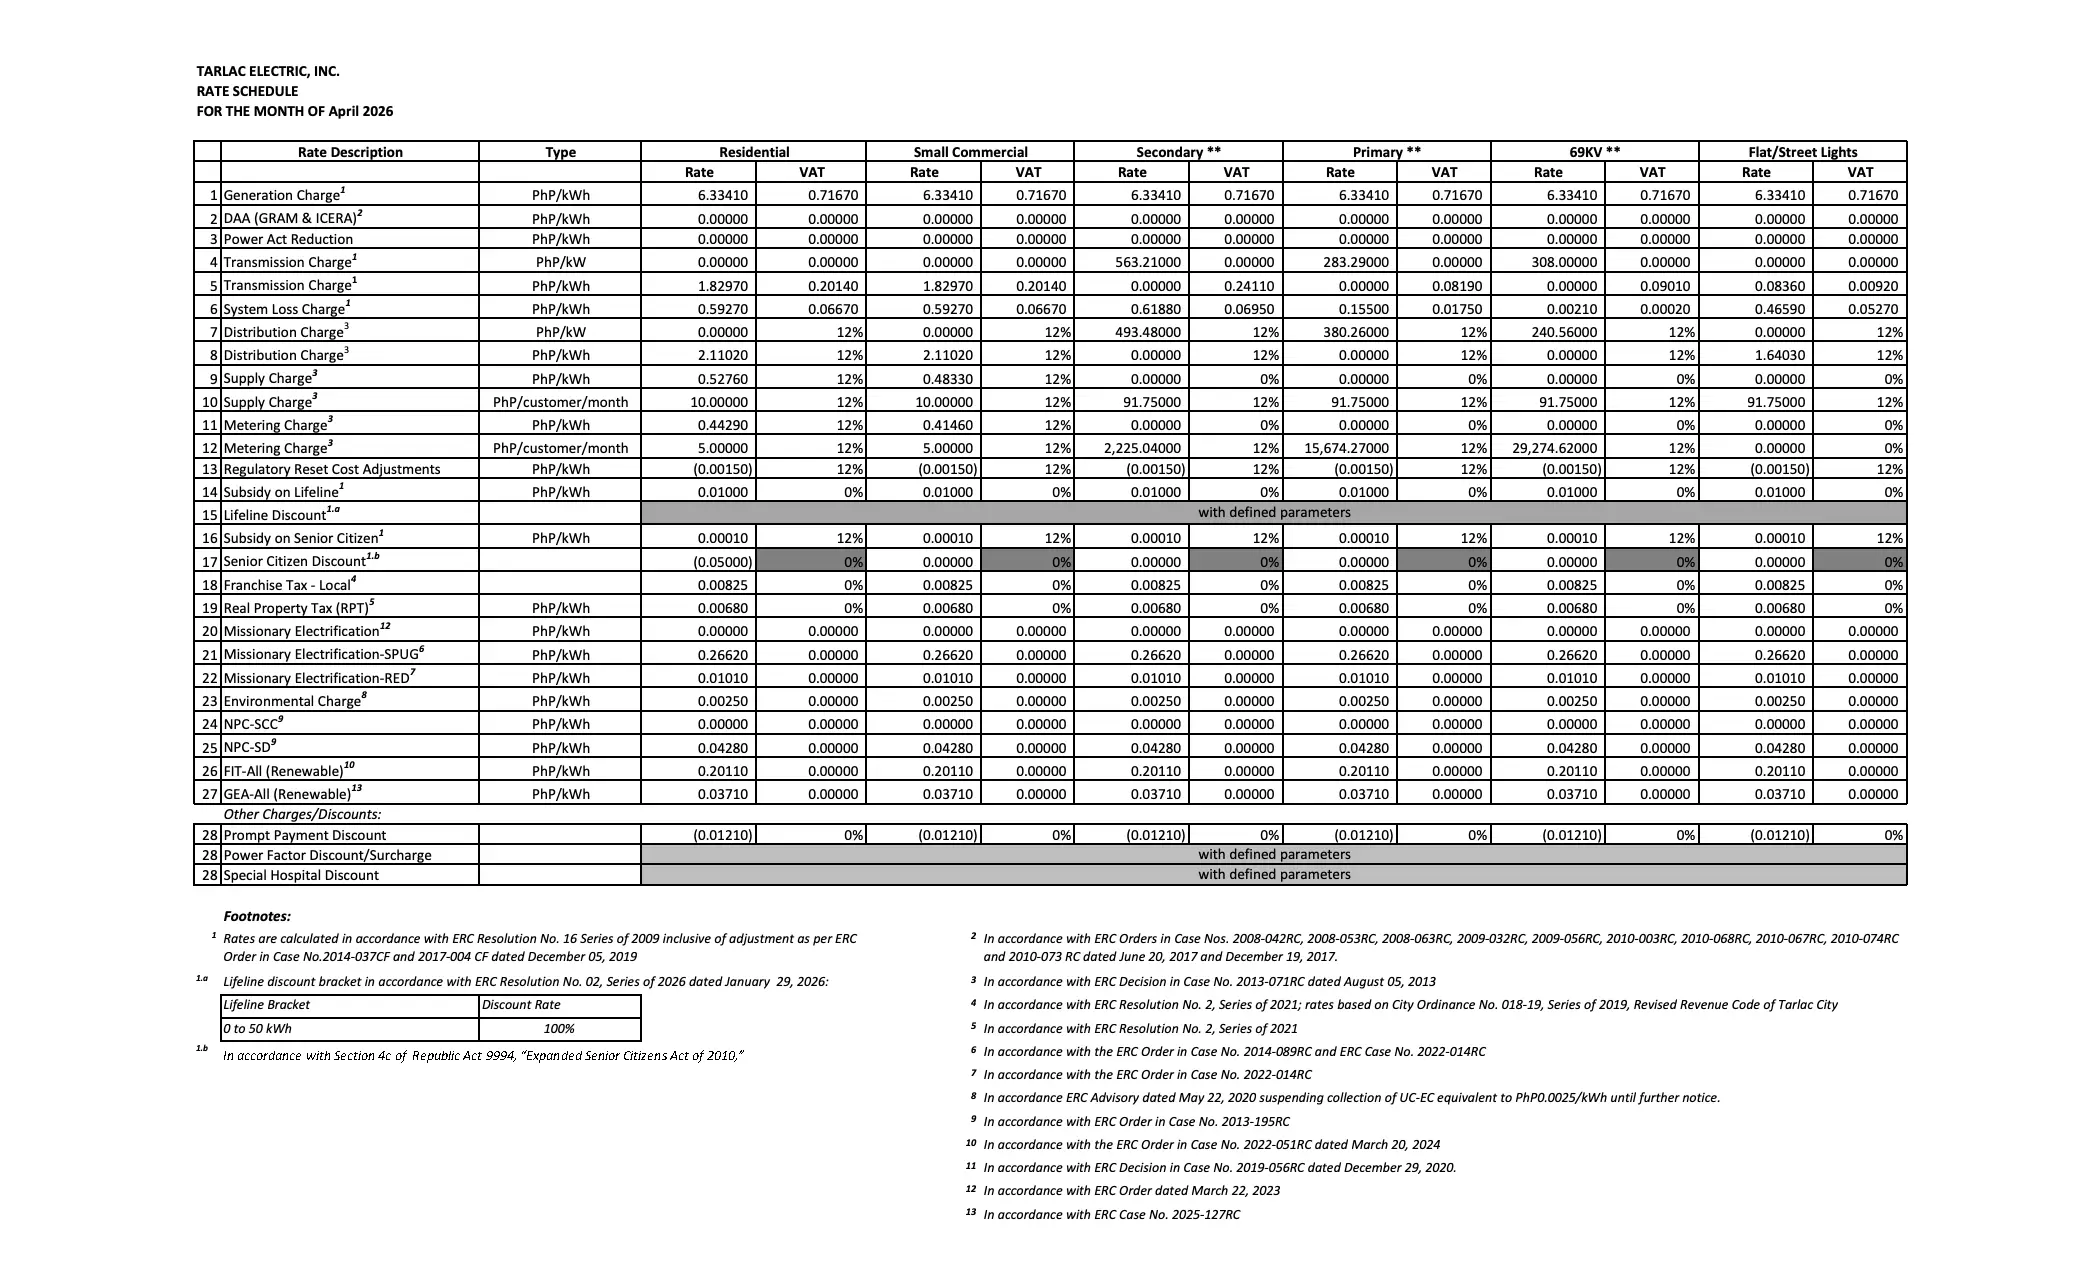 TARLAC ELECTRIC, INC.
RATE SCHEDULE
FOR THE MONTH OF April 2026
Rate Description Type Residential Small Commercial Secondary ** Primary ** 69KV ** Flat/Street Lights
Rate VAT Rate VAT Rate VAT Rate VAT Rate VAT Rate VAT
1 Generation Charge1 PhP/kWh 6.33410 0.71670 6.33410 0.71670 6.33410 0.71670 6.33410 0.71670 6.33410 0.71670 6.33410 0.71670
2 DAA (GRAM & ICERA)2 PhP/kWh 0.00000 0.00000 0.00000 0.00000 0.00000 0.00000 0.00000 0.00000 0.00000 0.00000 0.00000 0.00000
3 Power Act Reduction PhP/kWh 0.00000 0.00000 0.00000 0.00000 0.00000 0.00000 0.00000 0.00000 0.00000 0.00000 0.00000 0.00000
4 Transmission Charge1 PhP/kW 0.00000 0.00000 0.00000 0.00000 563.21000 0.00000 283.29000 0.00000 308.00000 0.00000 0.00000 0.00000
5 Transmission Charge1 PhP/kWh 1.82970 0.20140 1.82970 0.20140 0.00000 0.24110 0.00000 0.08190 0.00000 0.09010 0.08360 0.00920
6 System Loss Charge1 PhP/kWh 0.59270 0.06670 0.59270 0.06670 0.61880 0.06950 0.15500 0.01750 0.00210 0.00020 0.46590 0.05270
7 Distribution Charge3 PhP/kW 0.00000 12% 0.00000 12% 493.48000 12% 380.26000 12% 240.56000 12% 0.00000 12%
8 Distribution Charge3 PhP/kWh 2.11020 12% 2.11020 12% 0.00000 12% 0.00000 12% 0.00000 12% 1.64030 12%
9 Supply Charge3 PhP/kWh 0.52760 12% 0.48330 12% 0.00000 0% 0.00000 0% 0.00000 0% 0.00000 0%
10 Supply Charge3 PhP/customer/month 10.00000 12% 10.00000 12% 91.75000 12% 91.75000 12% 91.75000 12% 91.75000 12%
11 Metering Charge3 PhP/kWh 0.44290 12% 0.41460 12% 0.00000 0% 0.00000 0% 0.00000 0% 0.00000 0%
12 Metering Charge3 PhP/customer/month 5.00000 12% 5.00000 12% 2,225.04000 12% 15,674.27000 12% 29,274.62000 12% 0.00000 0%
13 Regulatory Reset Cost Adjustments PhP/kWh (0.00150) 12% (0.00150) 12% (0.00150) 12% (0.00150) 12% (0.00150) 12% (0.00150) 12%
14 Subsidy on Lifeline1 PhP/kWh 0.01000 0% 0.01000 0% 0.01000 0% 0.01000 0% 0.01000 0% 0.01000 0%
15 Lifeline Discount1.a with defined parameters
16 Subsidy on Senior Citizen1 PhP/kWh 0.00010 12% 0.00010 12% 0.00010 12% 0.00010 12% 0.00010 12% 0.00010 12%
17 Senior Citizen Discount1.b (0.05000) 0% 0.00000 0% 0.00000 0% 0.00000 0% 0.00000 0% 0.00000 0%
18 Franchise Tax - Local4 0.00825 0% 0.00825 0% 0.00825 0% 0.00825 0% 0.00825 0% 0.00825 0%
19 Real Property Tax (RPT)5 PhP/kWh 0.00680 0% 0.00680 0% 0.00680 0% 0.00680 0% 0.00680 0% 0.00680 0%
20 Missionary Electrification12 PhP/kWh 0.00000 0.00000 0.00000 0.00000 0.00000 0.00000 0.00000 0.00000 0.00000 0.00000 0.00000 0.00000
21 Missionary Electrification-SPUG6 PhP/kWh 0.26620 0.00000 0.26620 0.00000 0.26620 0.00000 0.26620 0.00000 0.26620 0.00000 0.26620 0.00000
22 Missionary Electrification-RED7 PhP/kWh 0.01010 0.00000 0.01010 0.00000 0.01010 0.00000 0.01010 0.00000 0.01010 0.00000 0.01010 0.00000
23 Environmental Charge8 PhP/kWh 0.00250 0.00000 0.00250 0.00000 0.00250 0.00000 0.00250 0.00000 0.00250 0.00000 0.00250 0.00000
24 NPC-SCC9 PhP/kWh 0.00000 0.00000 0.00000 0.00000 0.00000 0.00000 0.00000 0.00000 0.00000 0.00000 0.00000 0.00000
25 NPC-SD9 PhP/kWh 0.04280 0.00000 0.04280 0.00000 0.04280 0.00000 0.04280 0.00000 0.04280 0.00000 0.04280 0.00000
26 FIT-All (Renewable)10 PhP/kWh 0.20110 0.00000 0.20110 0.00000 0.20110 0.00000 0.20110 0.00000 0.20110 0.00000 0.20110 0.00000
27 GEA-All (Renewable)13 PhP/kWh 0.03710 0.00000 0.03710 0.00000 0.03710 0.00000 0.03710 0.00000 0.03710 0.00000 0.03710 0.00000
Other Charges/Discounts:
28 Prompt Payment Discount (0.01210) 0% (0.01210) 0% (0.01210) 0% (0.01210) 0% (0.01210) 0% (0.01210) 0%
28 Power Factor Discount/Surcharge with defined parameters
28 Special Hospital Discount with defined parameters
Footnotes:
1 Rates are calculated in accordance with ERC Resolution No. 16 Series of 2009 inclusive of adjustment as per ERC
Order in Case No.2014-037CF and 2017-004 CF dated December 05, 2019
1.a Lifeline discount bracket in accordance with ERC Resolution No. 02, Series of 2026 dated January 29, 2026:
Lifeline Bracket Discount Rate
0 to 50 kWh 100%
1.b In accordance with Section 4c of Republic Act 9994, “Expanded Senior Citizens Act of 2010,”
2 In accordance with ERC Orders in Case Nos. 2008-042RC, 2008-053RC, 2008-063RC, 2009-032RC, 2009-056RC, 2010-003RC, 2010-068RC, 2010-067RC, 2010-074RC
and 2010-073 RC dated June 20, 2017 and December 19, 2017.
3 In accordance with ERC Decision in Case No. 2013-071RC dated August 05, 2013
4 In accordance with ERC Resolution No. 2, Series of 2021; rates based on City Ordinance No. 018-19, Series of 2019, Revised Revenue Code of Tarlac City
5 In accordance with ERC Resolution No. 2, Series of 2021
6 In accordance with the ERC Order in Case No. 2014-089RC and ERC Case No. 2022-014RC
7 In accordance with the ERC Order in Case No. 2022-014RC
8 In accordance ERC Advisory dated May 22, 2020 suspending collection of UC-EC equivalent to PhP0.0025/kWh until further notice.
9 In accordance with ERC Order in Case No. 2013-195RC
10 In accordance with the ERC Order in Case No. 2022-051RC dated March 20, 2024
11 In accordance with ERC Decision in Case No. 2019-056RC dated December 29, 2020.
12 In accordance with ERC Order dated March 22, 2023
13 In accordance with ERC Case No. 2025-127RC